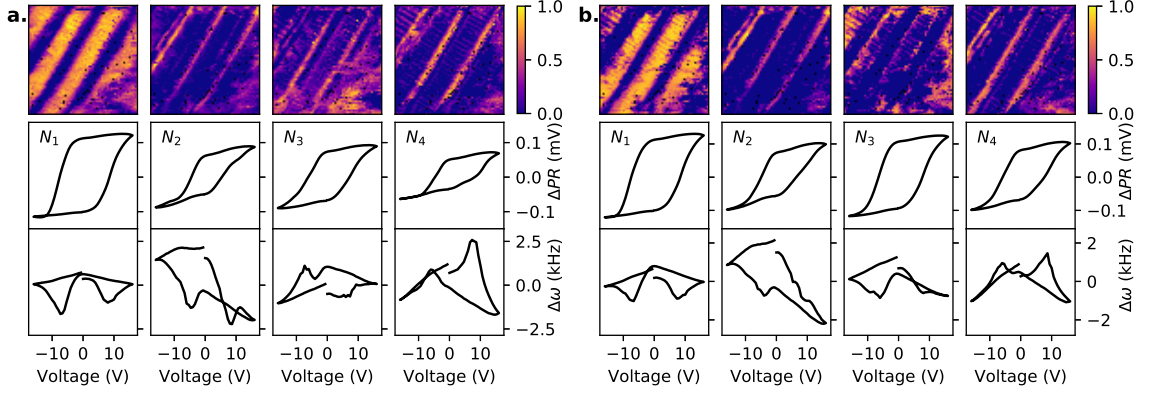 a.
1.0
0.5
0.0
b.
1.0
0.5
0.0
N1
N2
N3
N4
0.1
0.0
−0.1
ΔPR (mV)
N1
N2
N3
N4
0.1
0.0
−0.1
ΔPR (mV)
2.5
0.0
−2.5
Δω (kHz)
2
0
−2
Δω (kHz)
−10 0 10
−10 0 10
−10 0 10
−10 0 10
−10 0 10
−10 0 10
−10 0 10
−10 0 10
Voltage (V)
Voltage (V)
Voltage (V)
Voltage (V)
Voltage (V)
Voltage (V)
Voltage (V)
Voltage (V)